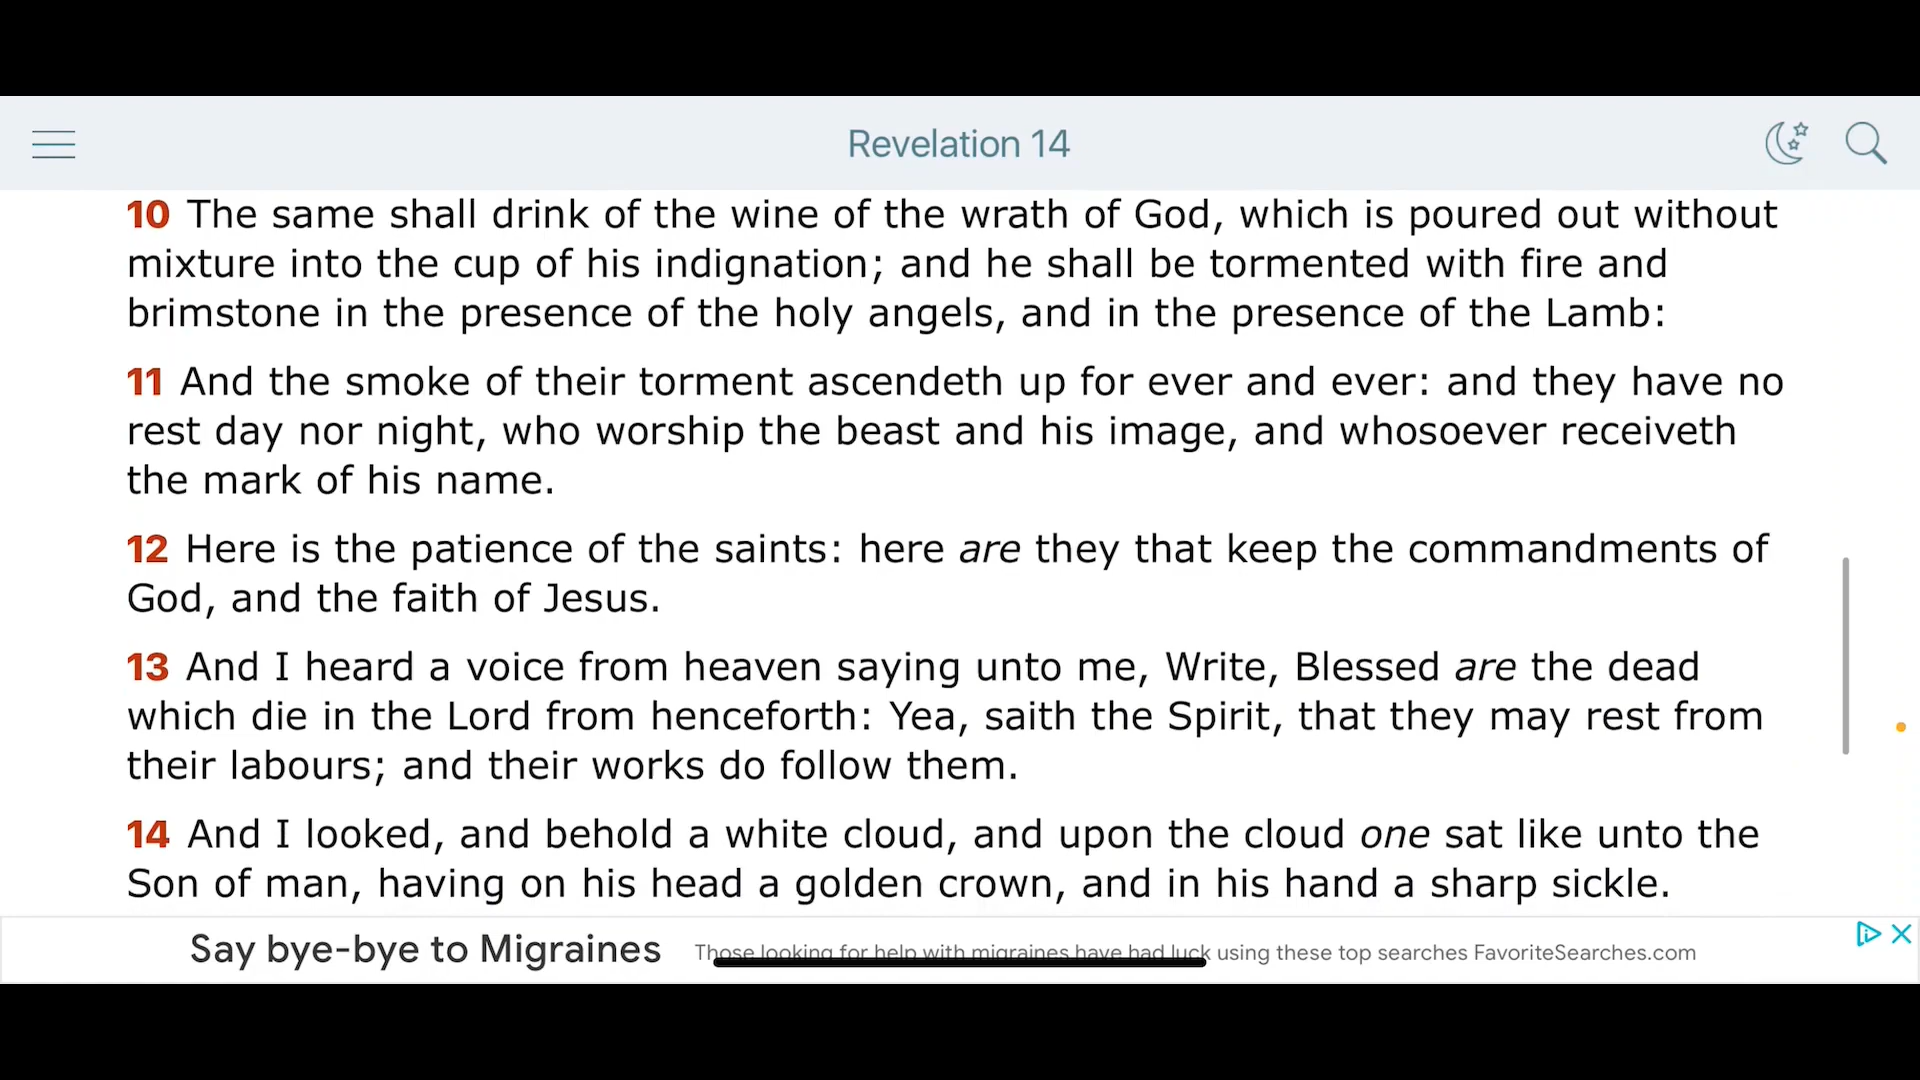 Revelation 14
10 The same shall drink of the wine of the wrath of God, which is poured out without
mixture into the cup of his indignation; and he shall be tormented with fire and
brimstone in the presence of the holy angels, and in the presence of the Lamb:
11 And the smoke of their torment ascendeth up for ever and ever: and they have no
rest day nor night, who worship the beast and his image, and whosoever receiveth
the mark of his name.
12 Here is the patience of the saints: here are they that keep the commandments of
God, and the faith of Jesus.
13 And I heard a voice from heaven saying unto me, Write, Blessed are the dead
which die in the Lord from henceforth: Yea, saith the Spirit, that they may rest from
their labours; and their works do follow them.
14 And I looked, and behold a white cloud, and upon the cloud one sat like unto the
Son of man, having on his head a golden crown, and in his hand a sharp sickle.
Say bye-bye to Migraines
Those looking for help with migraines have had luck using these top searches FavoriteSearches.com